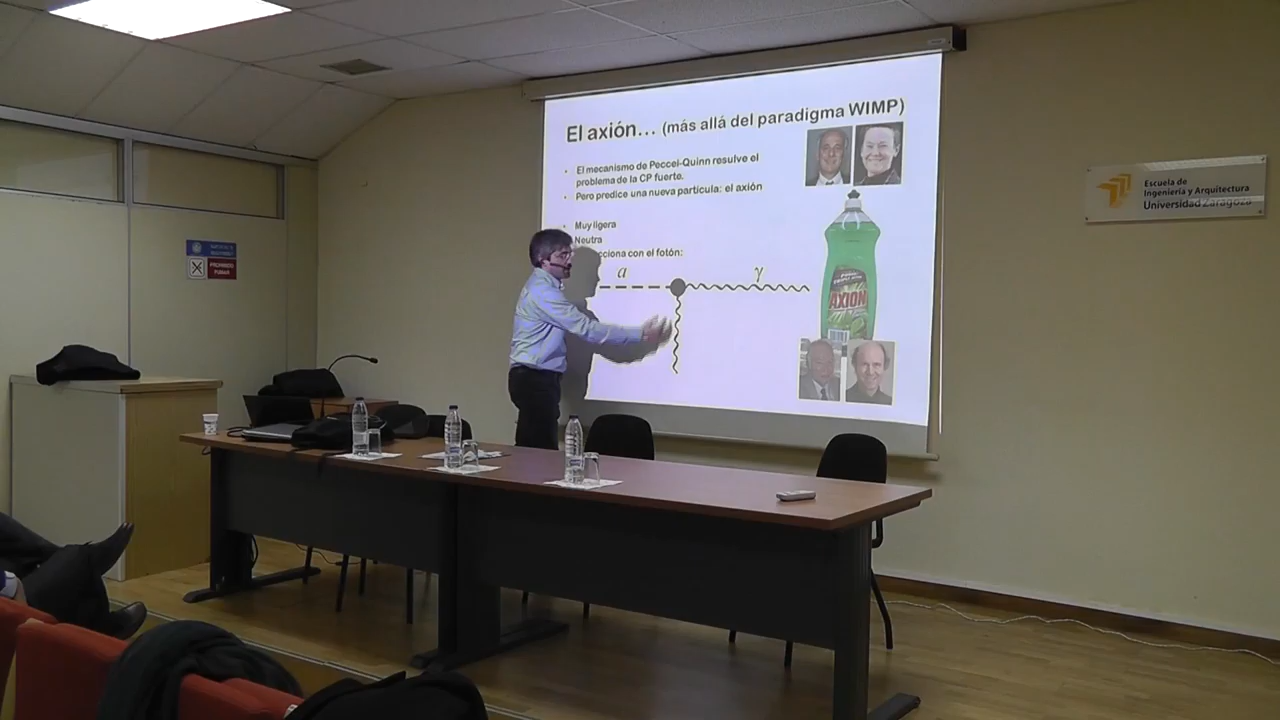 El axión... (más allá del paradigma WIMP)
El mecanismo de Peccei-Quinn resulve el
problema de la CP fuerte.
Pero predice una nueva partícula: el axión
Muy ligera
Neutra
cciona con el fotón:
a
γ
AXION
Escuela de
Ingeniería y Arquitectura
Universidad Zaragoza
PROHIBIDO
FUMAR